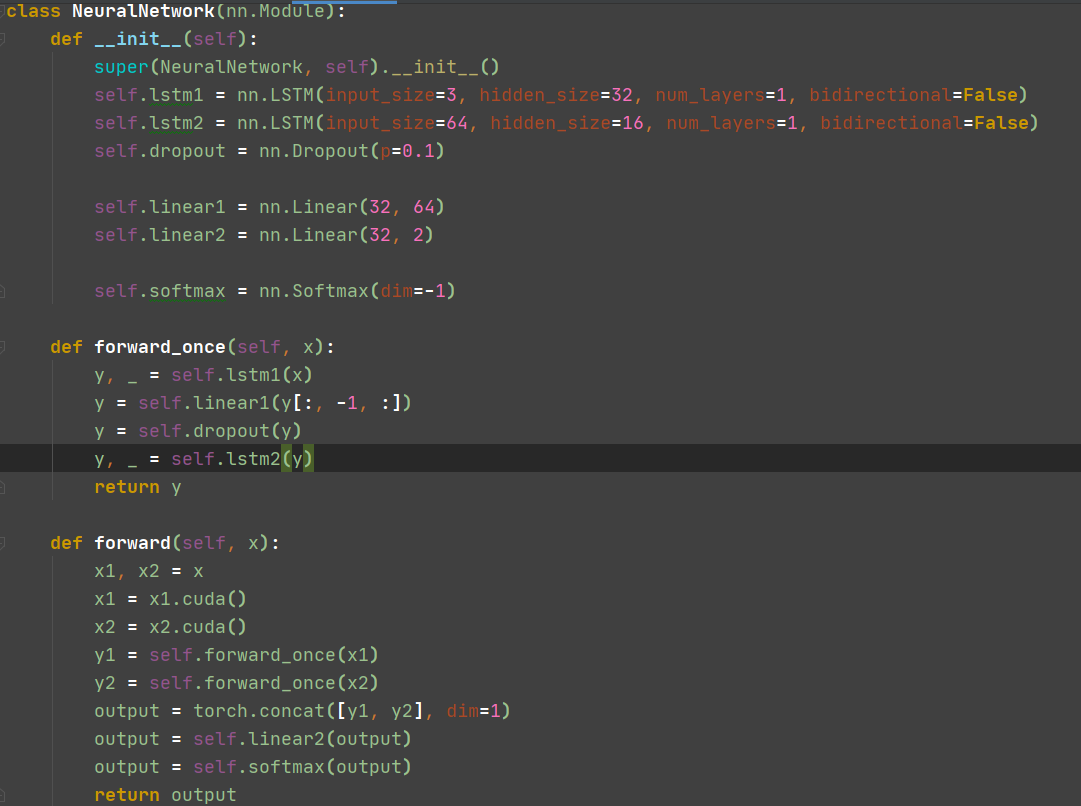 class NeuralNetwork(nn.Module):
    def __init__(self):
        super(NeuralNetwork, self).__init__()
        self.lstm1 = nn.LSTM(input_size=3, hidden_size=32, num_layers=1, bidirectional=False)
        self.lstm2 = nn.LSTM(input_size=64, hidden_size=16, num_layers=1, bidirectional=False)
        self.dropout = nn.Dropout(p=0.1)

        self.linear1 = nn.Linear(32, 64)
        self.linear2 = nn.Linear(32, 2)

        self.softmax = nn.Softmax(dim=-1)

    def forward_once(self, x):
        y, _ = self.lstm1(x)
        y = self.linear1(y[:, -1, :])
        y = self.dropout(y)
        y, _ = self.lstm2(y)
        return y

    def forward(self, x):
        x1, x2 = x
        x1 = x1.cuda()
        x2 = x2.cuda()
        y1 = self.forward_once(x1)
        y2 = self.forward_once(x2)
        output = torch.concat([y1, y2], dim=1)
        output = self.linear2(output)
        output = self.softmax(output)
        return output